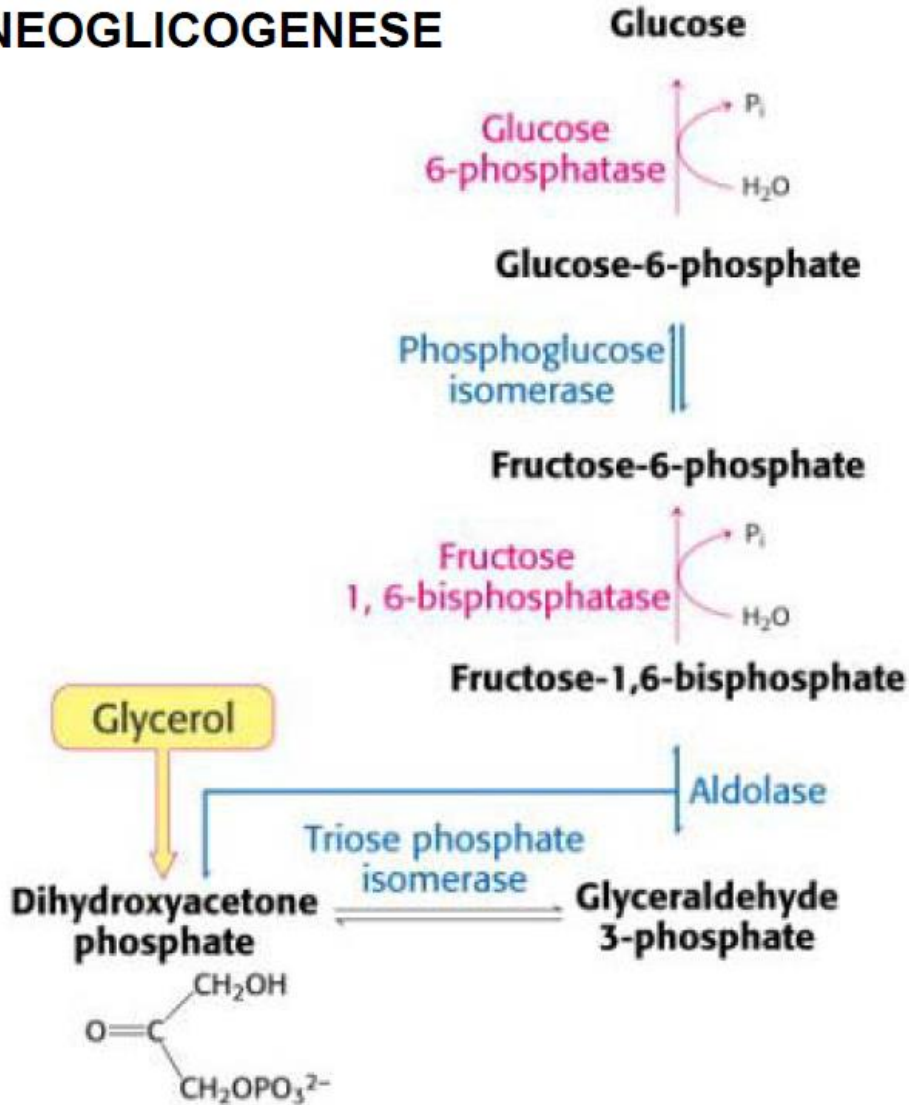 NEOGLICOGENESE
Glucose
Glucose
6-phosphatase
Pi
H2O
Glucose-6-phosphate
Phosphoglucose
isomerase
Fructose-6-phosphate
Fructose
1, 6-bisphosphatase
Pi
H2O
Fructose-1,6-bisphosphate
Glycerol
Aldolase
Triose phosphate
isomerase
Dihydroxyacetone
phosphate
Glyceraldehyde
3-phosphate
CH2OH
O=C
CH2OPO3 2–